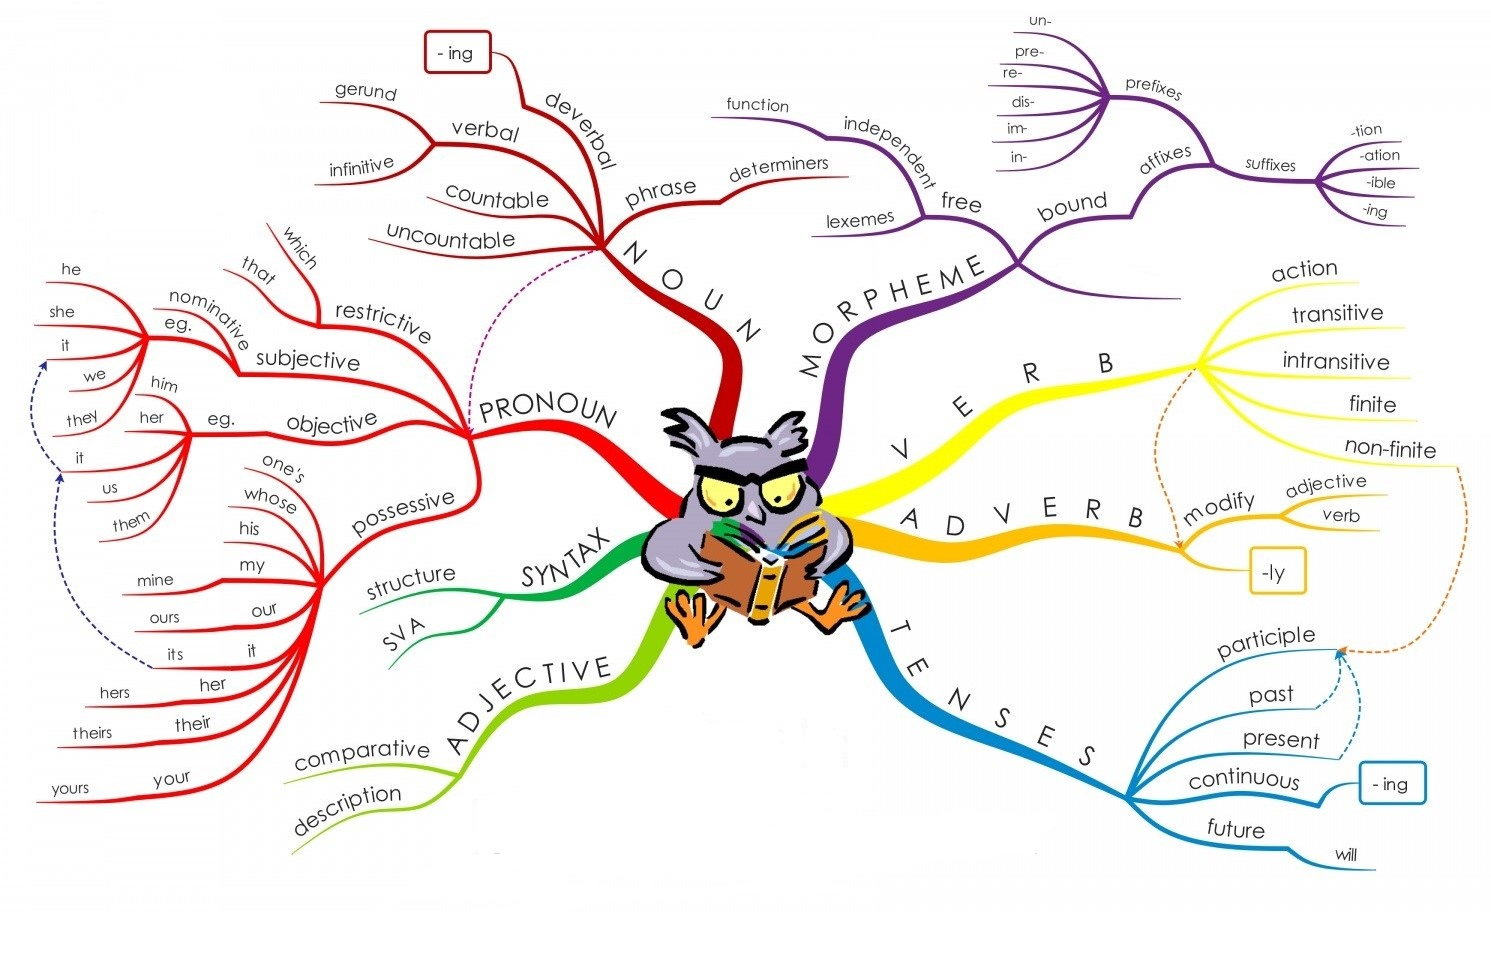 NOUN
deverbal
- ing
verbal
gerund
infinitive
countable
uncountable
phrase
determiners
MORPHEME
free
independent
function
lexemes
bound
affixes
prefixes
un-
pre-
re-
dis-
im-
in-
suffixes
-tion
-ation
-ible
-ing
VERB
action
transitive
intransitive
finite
non-finite
ADVERB
modify
adjective
verb
-ly
TENSES
participle
past
present
continuous
- ing
future
will
PRONOUN
restrictive
which
that
subjective
nominative
eg.
he
she
it
we
they
objective
eg.
him
her
it
us
them
possessive
one's
whose
his
my
mine
our
ours
it
its
her
hers
their
theirs
your
yours
SYNTAX
structure
SVA
ADJECTIVE
comparative
description